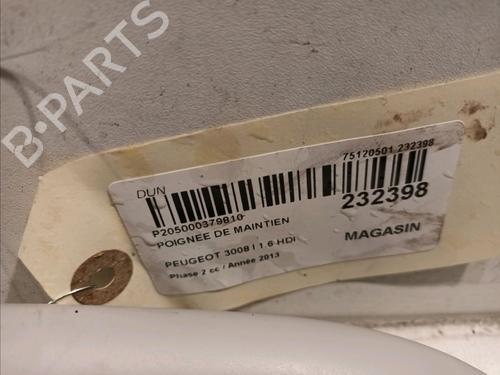 B-PARTS
DUN
75120501 232398
P205000379810
232398
POIGNEE DE MAINTIEN
MAGASIN
PEUGEOT 3008 I 1.6 HDI
Phase 2 cc / Année 2013